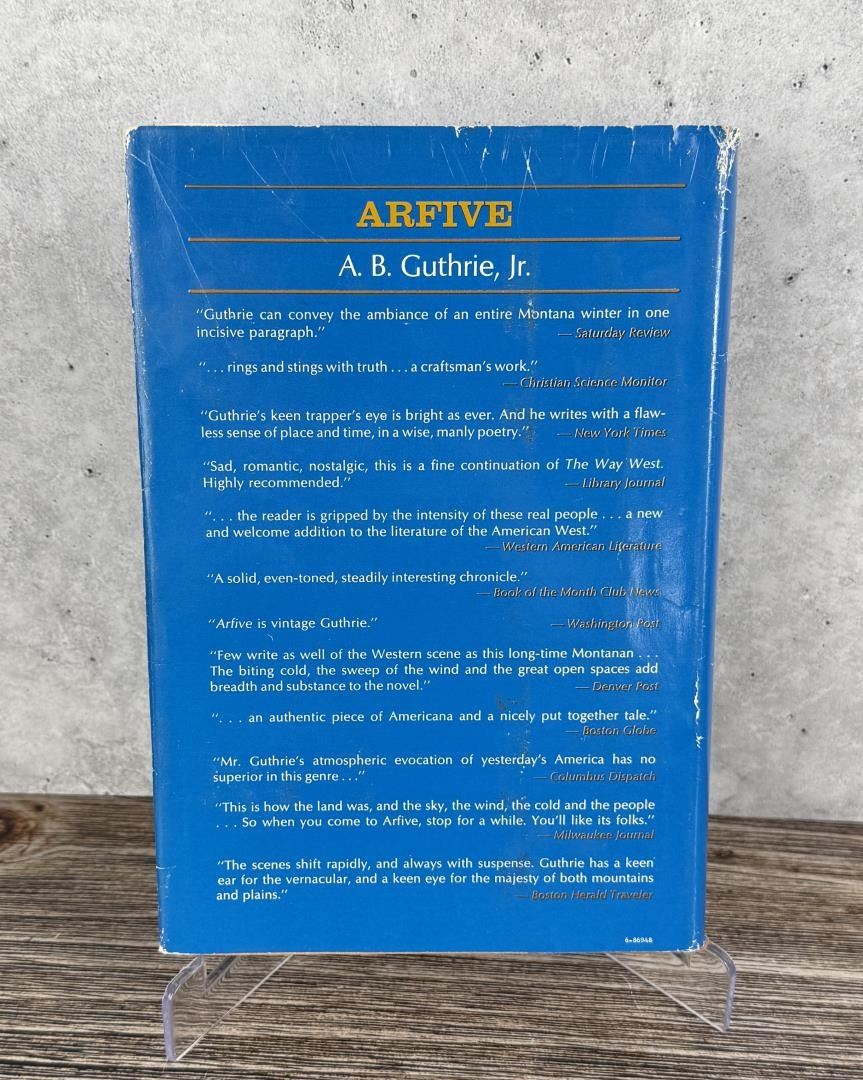 ARFIVE
A. B. Guthrie, Jr.
"Guthrie can convey the ambiance of an entire Montana winter in one
incisive paragraph." — Saturday Review
". . . rings and stings with truth . . . a craftsman's work."
— Christian Science Monitor
"Guthrie's keen trapper's eye is bright as ever. And he writes with a flaw-
less sense of place and time, in a wise, manly poetry." — New York Times
"Sad, romantic, nostalgic, this is a fine continuation of The Way West.
Highly recommended." — Library Journal
". . . the reader is gripped by the intensity of these real people . . . a new
and welcome addition to the literature of the American West."
— Western American Literature
"A solid, even-toned, steadily interesting chronicle."
— Book of the Month Club News
"Arfive is vintage Guthrie." — Washington Post
"Few write as well of the Western scene as this long-time Montanan . . .
The biting cold, the sweep of the wind and the great open spaces add
breadth and substance to the novel." — Denver Post
". . . an authentic piece of Americana and a nicely put together tale."
— Boston Globe
"Mr. Guthrie's atmospheric evocation of yesterday's America has no
superior in this genre . . ." — Columbus Dispatch
"This is how the land was, and the sky, the wind, the cold and the people
. . . So when you come to Arfive, stop for a while. You'll like its folks."
— Milwaukee Journal
"The scenes shift rapidly, and always with suspense. Guthrie has a keen
ear for the vernacular, and a keen eye for the majesty of both mountains
and plains." — Boston Herald Traveler
6-86948